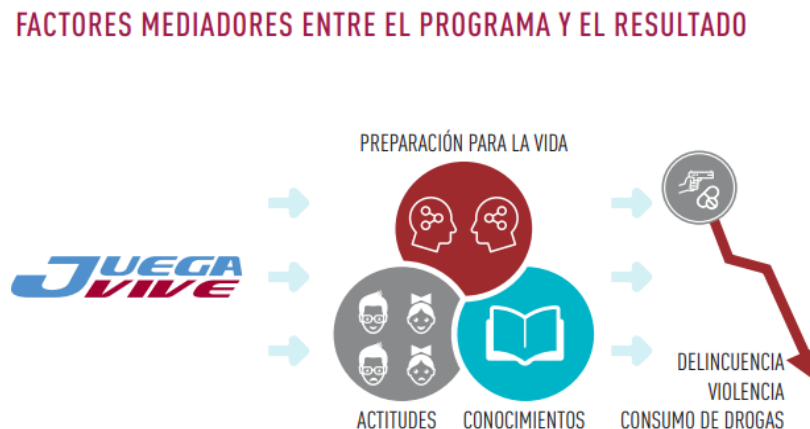 FACTORES MEDIADORES ENTRE EL PROGRAMA Y EL RESULTADO
PREPARACIÓN PARA LA VIDA
JUEGA
VIVE
ACTITUDES
CONOCIMIENTOS
DELINCUENCIA
VIOLENCIA
CONSUMO DE DROGAS